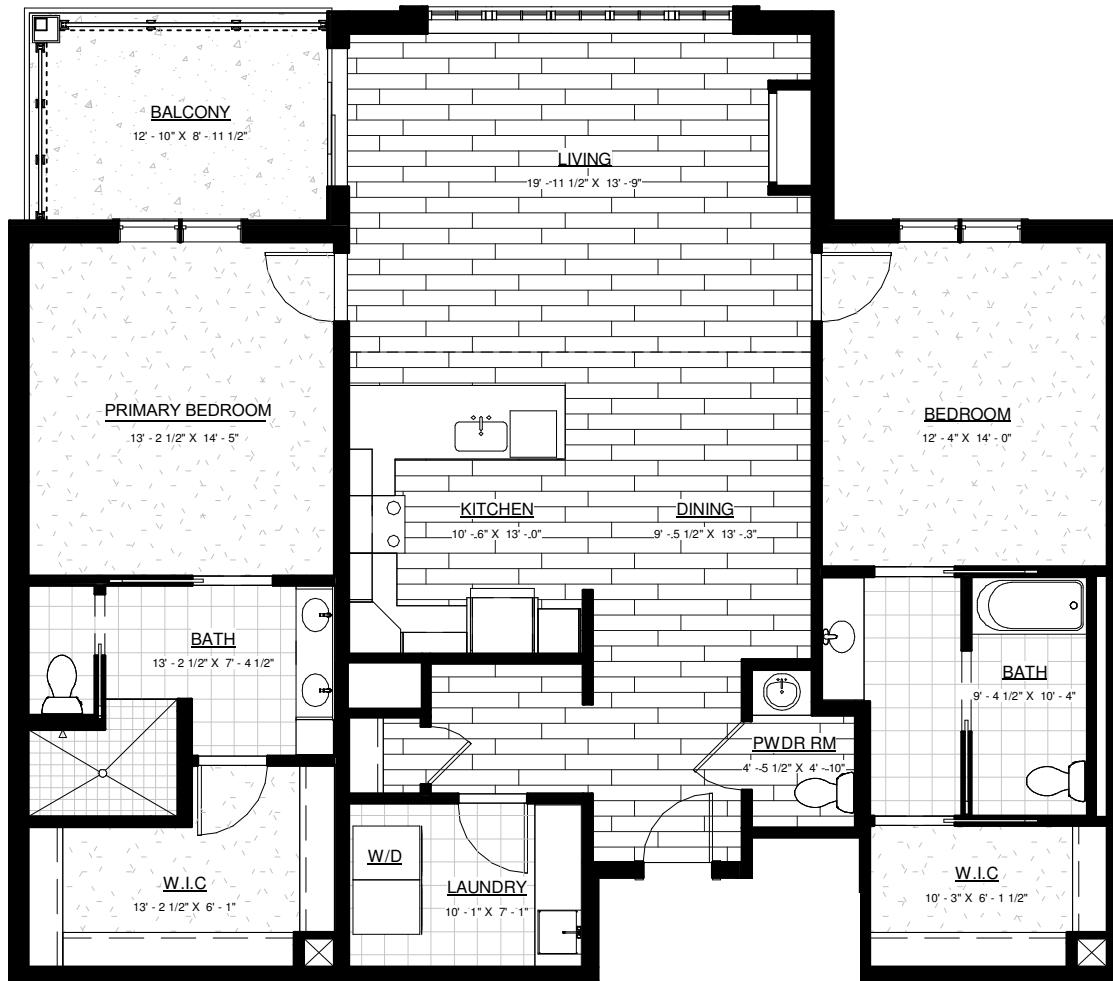 BALCONY
12' - 10" X 8' - 11 1/2"
LIVING
19' - 11 1/2" X 13' - 9"
PRIMARY BEDROOM
13' - 2 1/2" X 14' - 5"
BEDROOM
12' - 4" X 14' - 0"
KITCHEN
10' - 6" X 13' - 0"
DINING
9' - 5 1/2" X 13' - 3"
BATH
13' - 2 1/2" X 7' - 4 1/2"
BATH
9' - 4 1/2" X 10' - 4"
PWDR RM
4' - 5 1/2" X 4' - 10"
W/D
LAUNDRY
10' - 1" X 7' - 1"
W.I.C
13' - 2 1/2" X 6' - 1"
W.I.C
10' - 3" X 6' - 1 1/2"